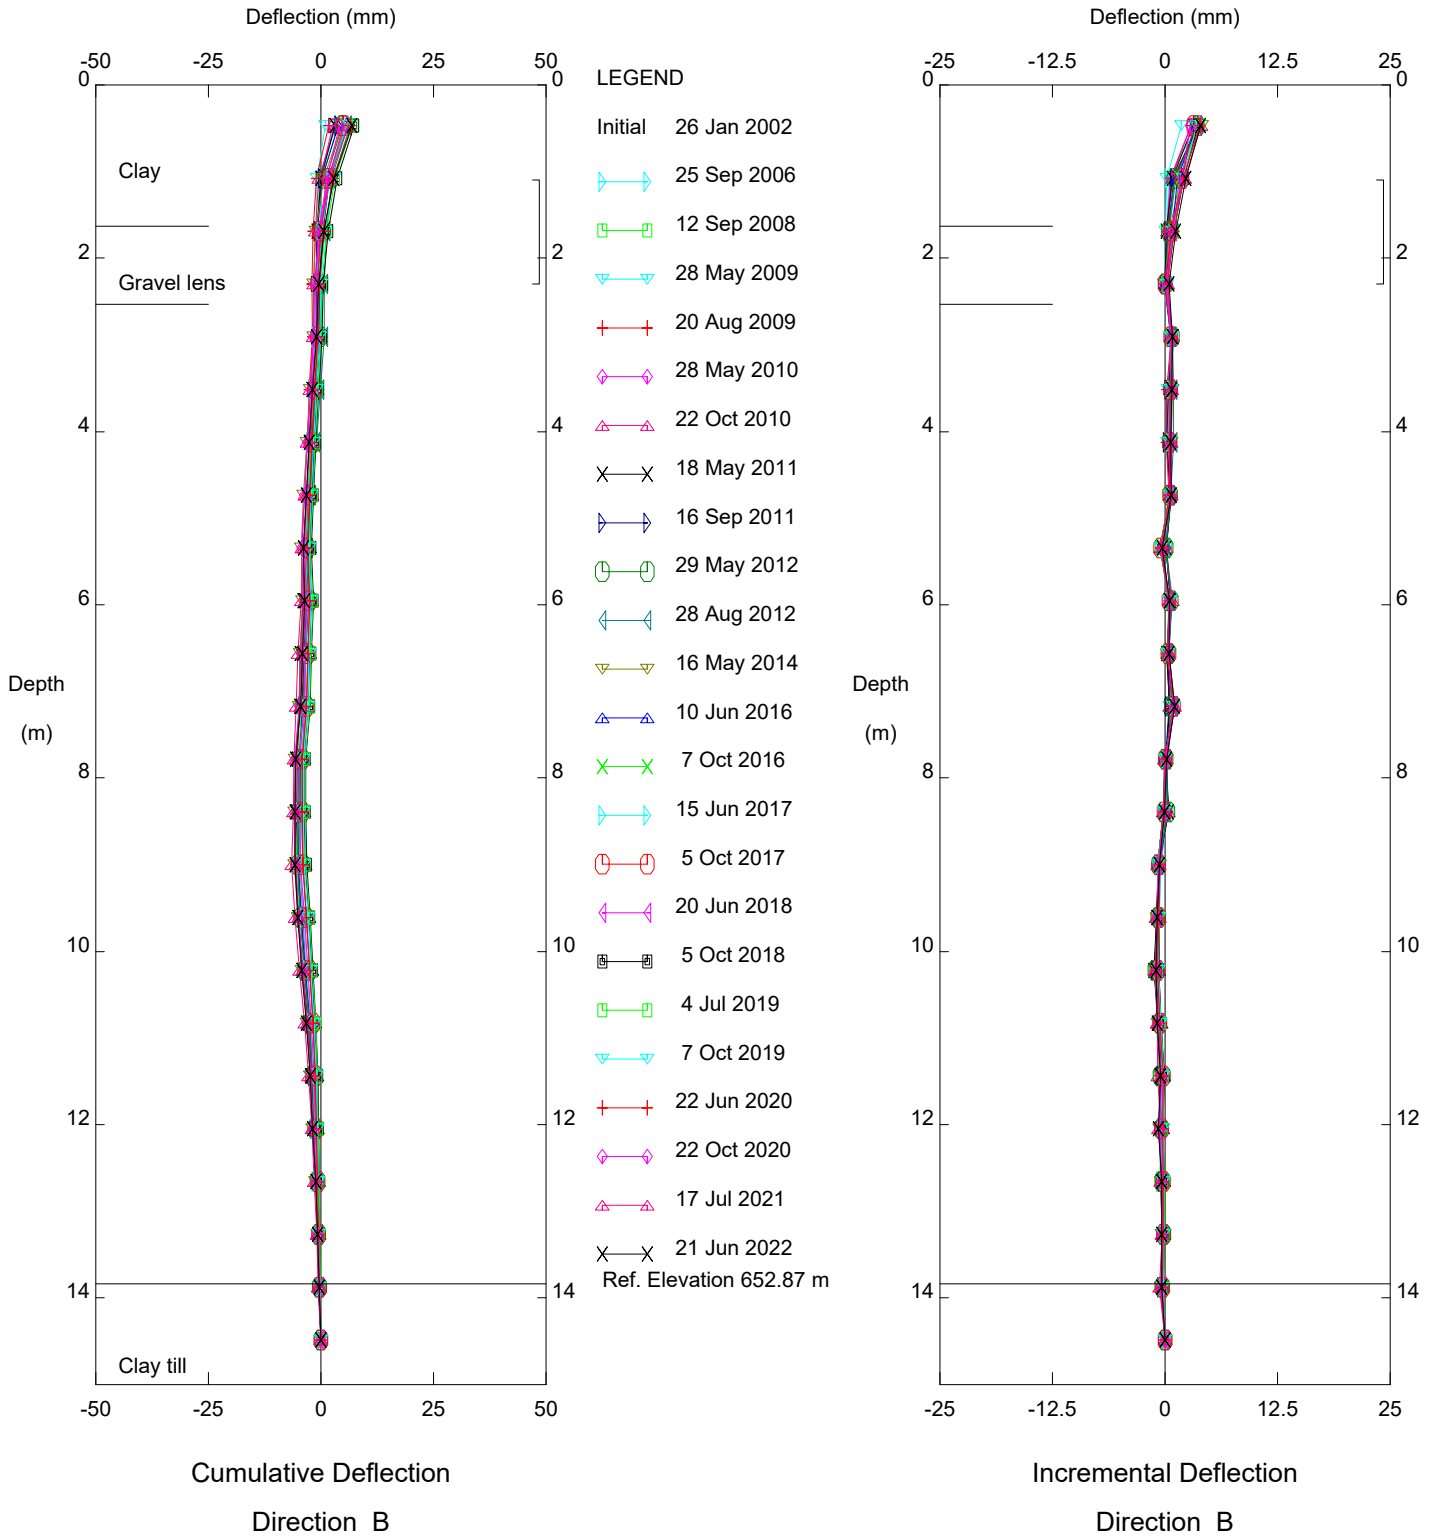 Deflection (mm)
-50 -25 0 25 50
0 0
2 2
4 4
6 6
8 8
10 10
12 12
14 14
Clay
Gravel lens
Clay till
Depth
(m)
-50 -25 0 25 50
Cumulative Deflection
Direction B
LEGEND
Initial 26 Jan 2002
25 Sep 2006
12 Sep 2008
28 May 2009
20 Aug 2009
28 May 2010
22 Oct 2010
18 May 2011
16 Sep 2011
29 May 2012
28 Aug 2012
16 May 2014
10 Jun 2016
7 Oct 2016
15 Jun 2017
5 Oct 2017
20 Jun 2018
5 Oct 2018
4 Jul 2019
7 Oct 2019
22 Jun 2020
22 Oct 2020
17 Jul 2021
21 Jun 2022
Ref. Elevation 652.87 m
Deflection (mm)
-25 -12.5 0 12.5 25
0 0
2 2
4 4
6 6
8 8
10 10
12 12
14 14
Depth
(m)
-25 -12.5 0 12.5 25
Incremental Deflection
Direction B